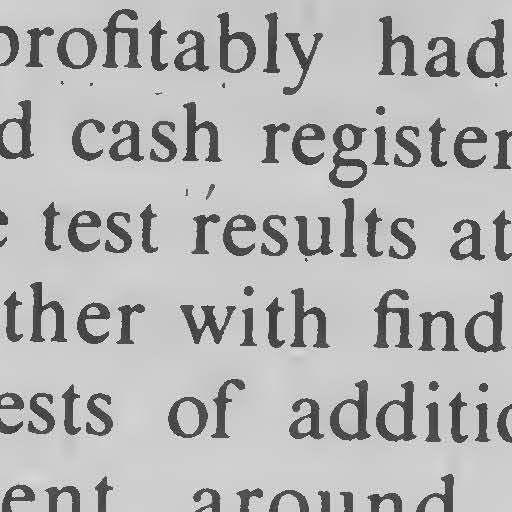 profitably had
d cash register
e test results at
ther with find
ests of additio
ent around